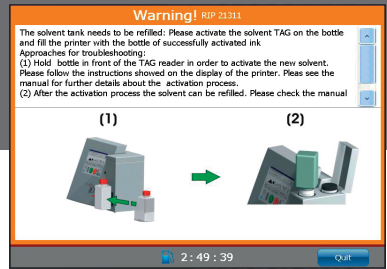 Warning! RIP 21311
The solvent tank needs to be refilled: Please activate the solvent TAG on the bottle
and fill the printer with the bottle of successfully activated ink
Approaches for troubleshooting:
(1) Hold bottle in front of the TAG reader in order to activate the new solvent.
Please follow the instructions showed on the display of the printer. Pleas see the
manual for further details about the activation process.
(2) After the activation process the solvent can be refilled. Please check the manual
(1) (2)
2 : 49 : 39
Quit